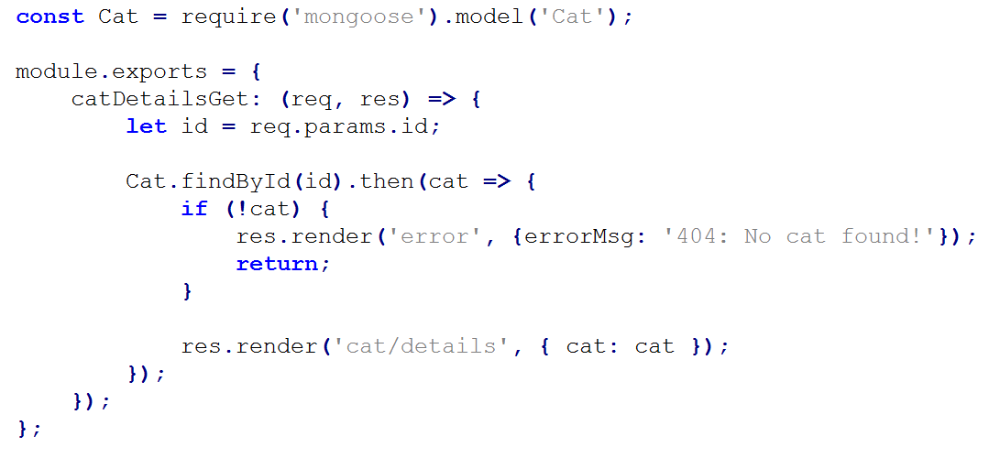 const Cat = require('mongoose').model('Cat');

module.exports = {
    catDetailsGet: (req, res) => {
        let id = req.params.id;

        Cat.findById(id).then(cat => {
            if (!cat) {
                res.render('error', {errorMsg: '404: No cat found!'});
                return;
            }

            res.render('cat/details', { cat: cat });
        });
    });
};